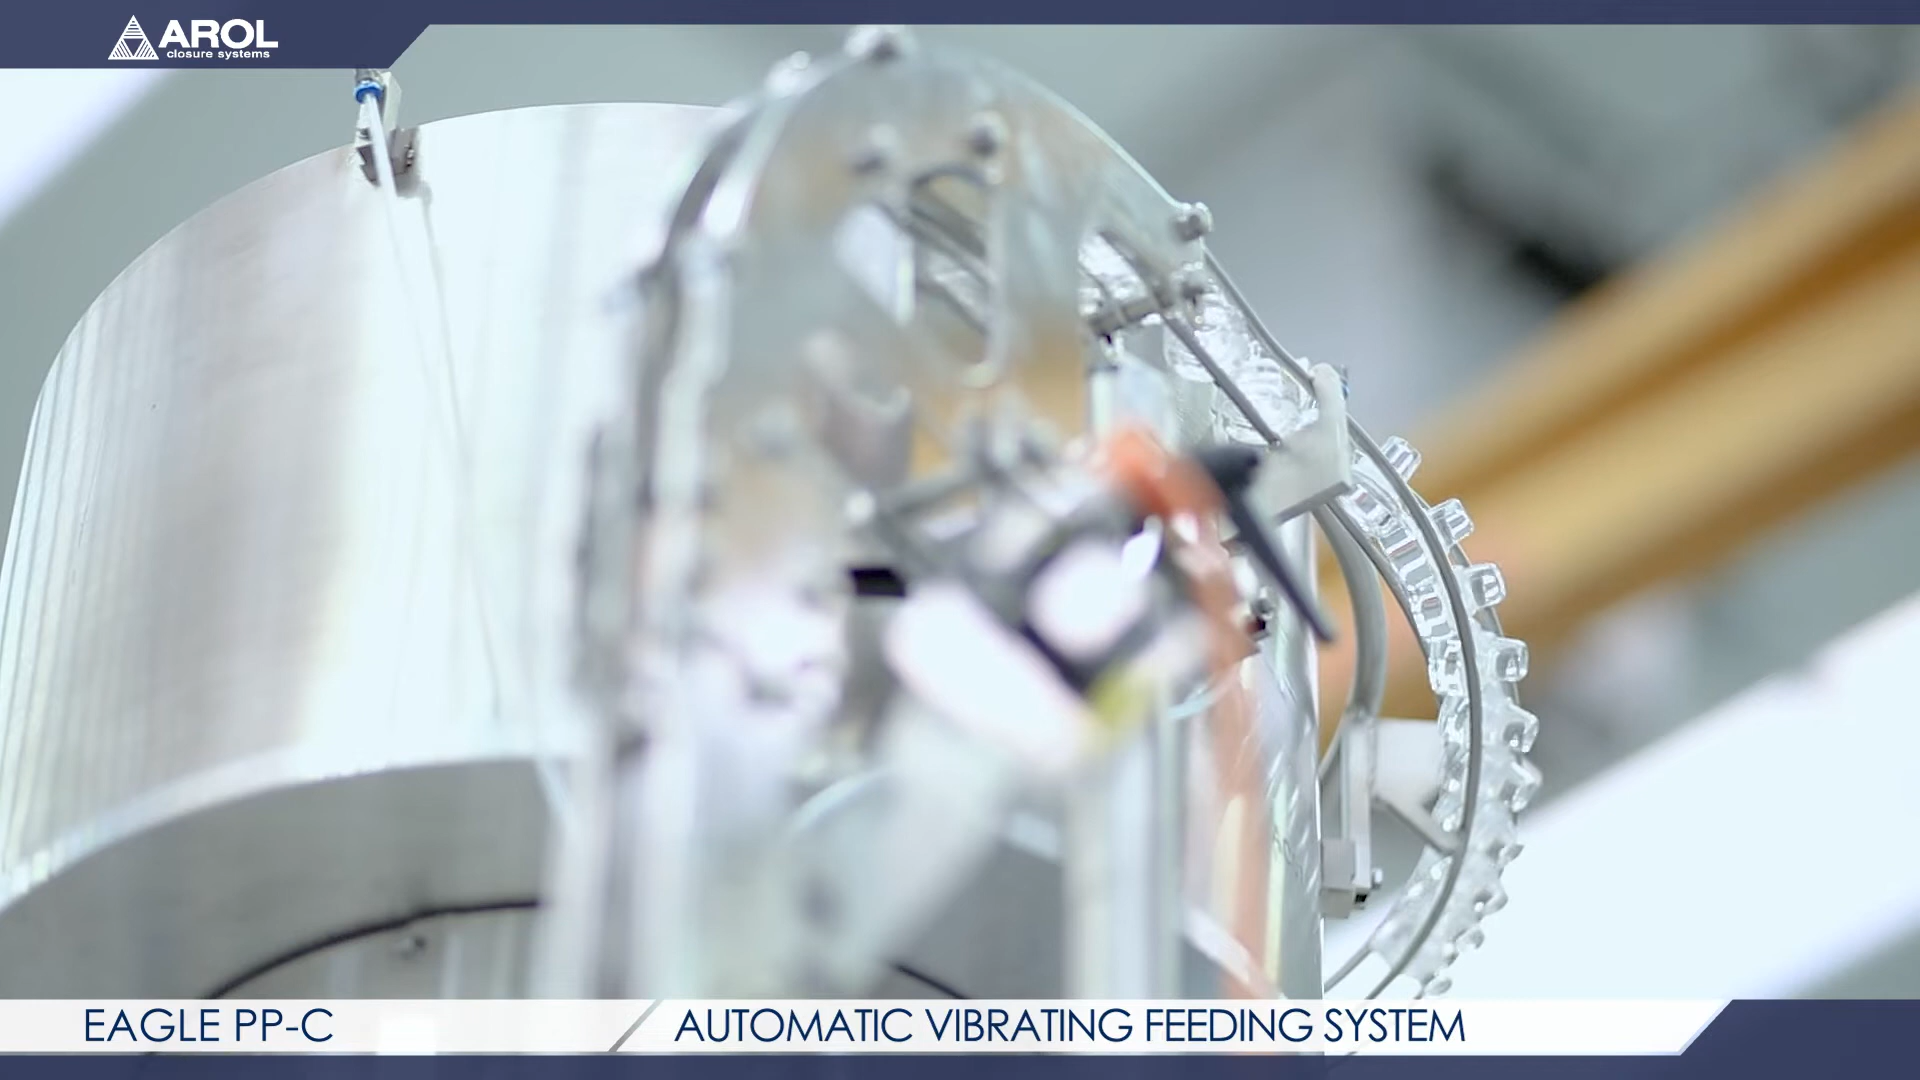 AROL
closure systems
EAGLE PP-C
AUTOMATIC VIBRATING FEEDING SYSTEM